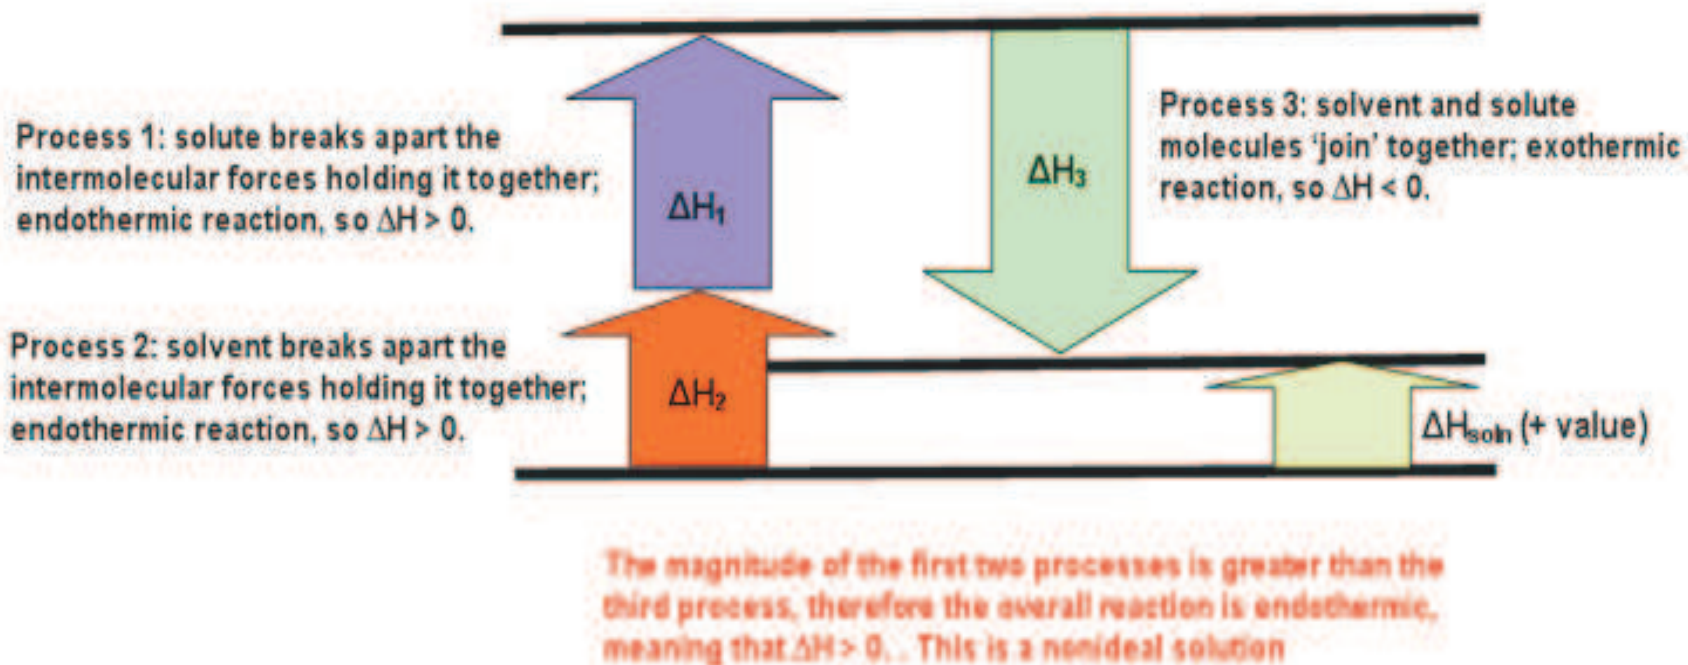 Process 1: solute breaks apart the
intermolecular forces holding it together;
endothermic reaction, so ΔH > 0.
ΔH₁
Process 3: solvent and solute
molecules 'join' together; exothermic
reaction, so ΔH < 0.
ΔH₃
Process 2: solvent breaks apart the
intermolecular forces holding it together;
endothermic reaction, so ΔH > 0.
ΔH₂
ΔHsoln (+ value)
The magnitude of the first two processes is greater than the
third process, therefore the overall reaction is endothermic,
meaning that ΔH > 0. . This is a nonideal solution